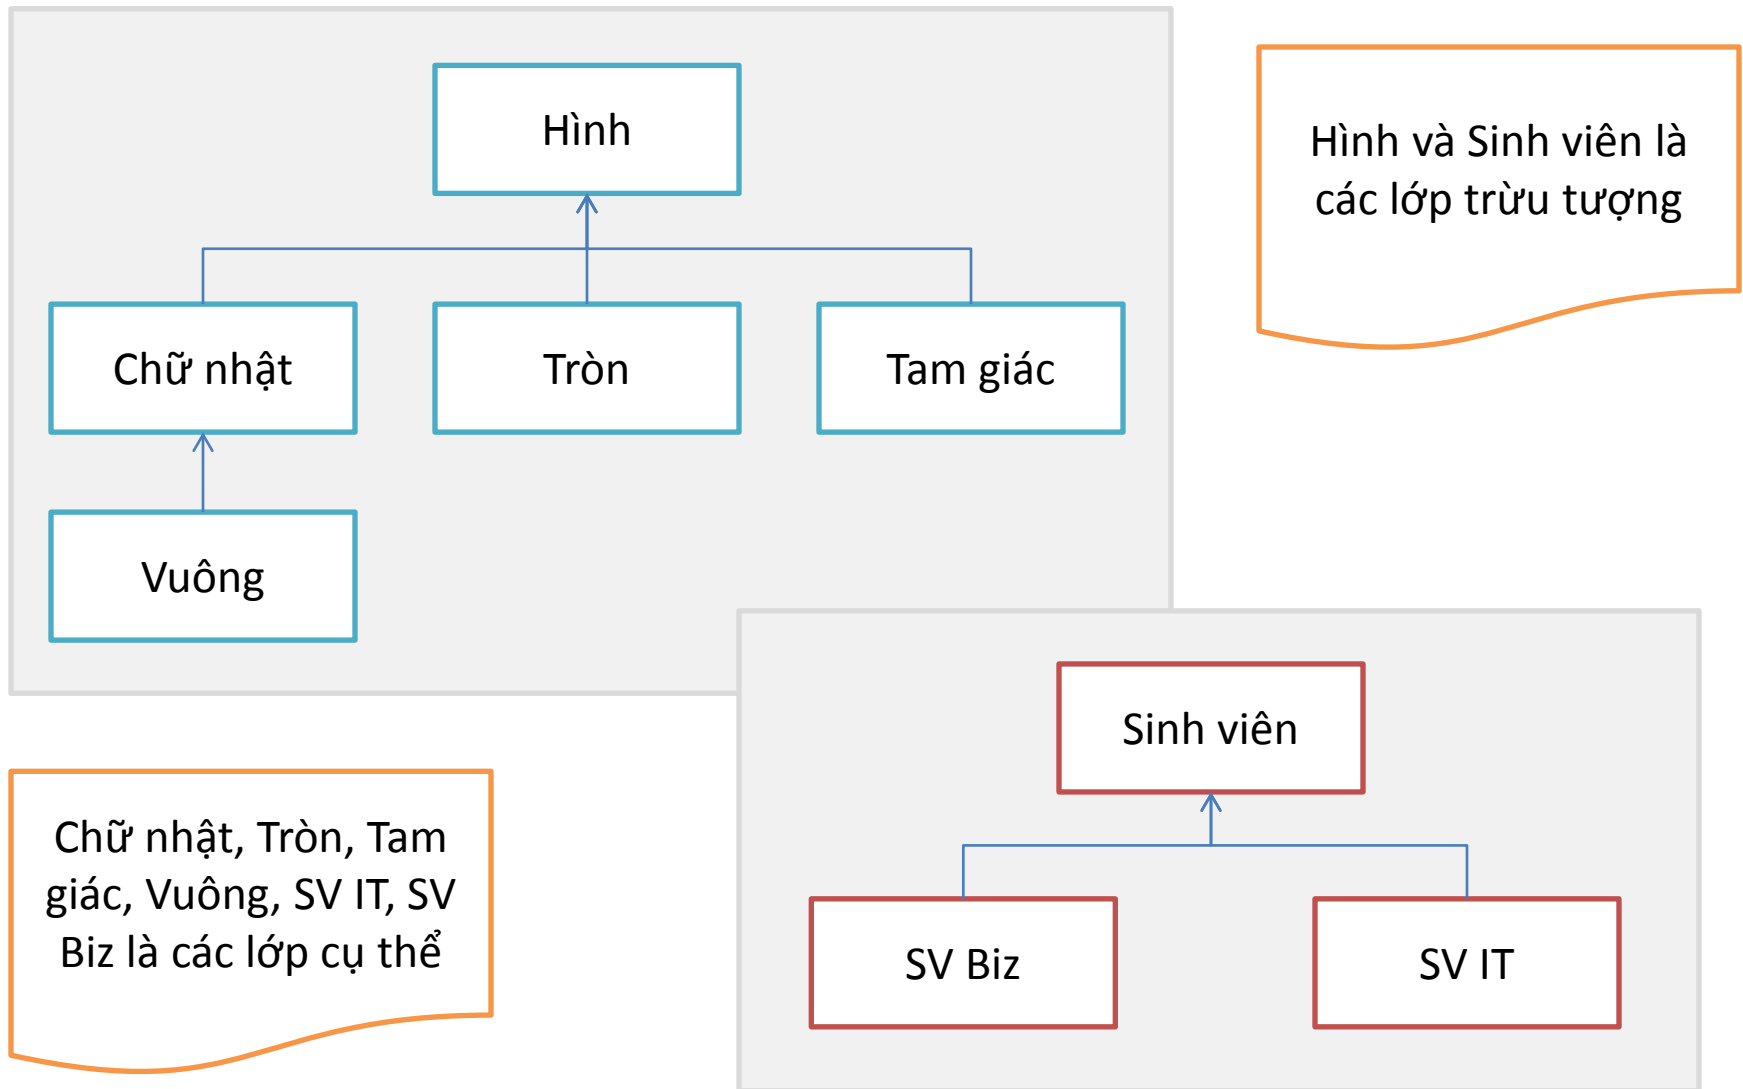 Hình
Hình và Sinh viên là
các lớp trừu tượng
Chữ nhật
Tròn
Tam giác
Vuông
Sinh viên
Chữ nhật, Tròn, Tam
giác, Vuông, SV IT, SV
Biz là các lớp cụ thể
SV Biz
SV IT